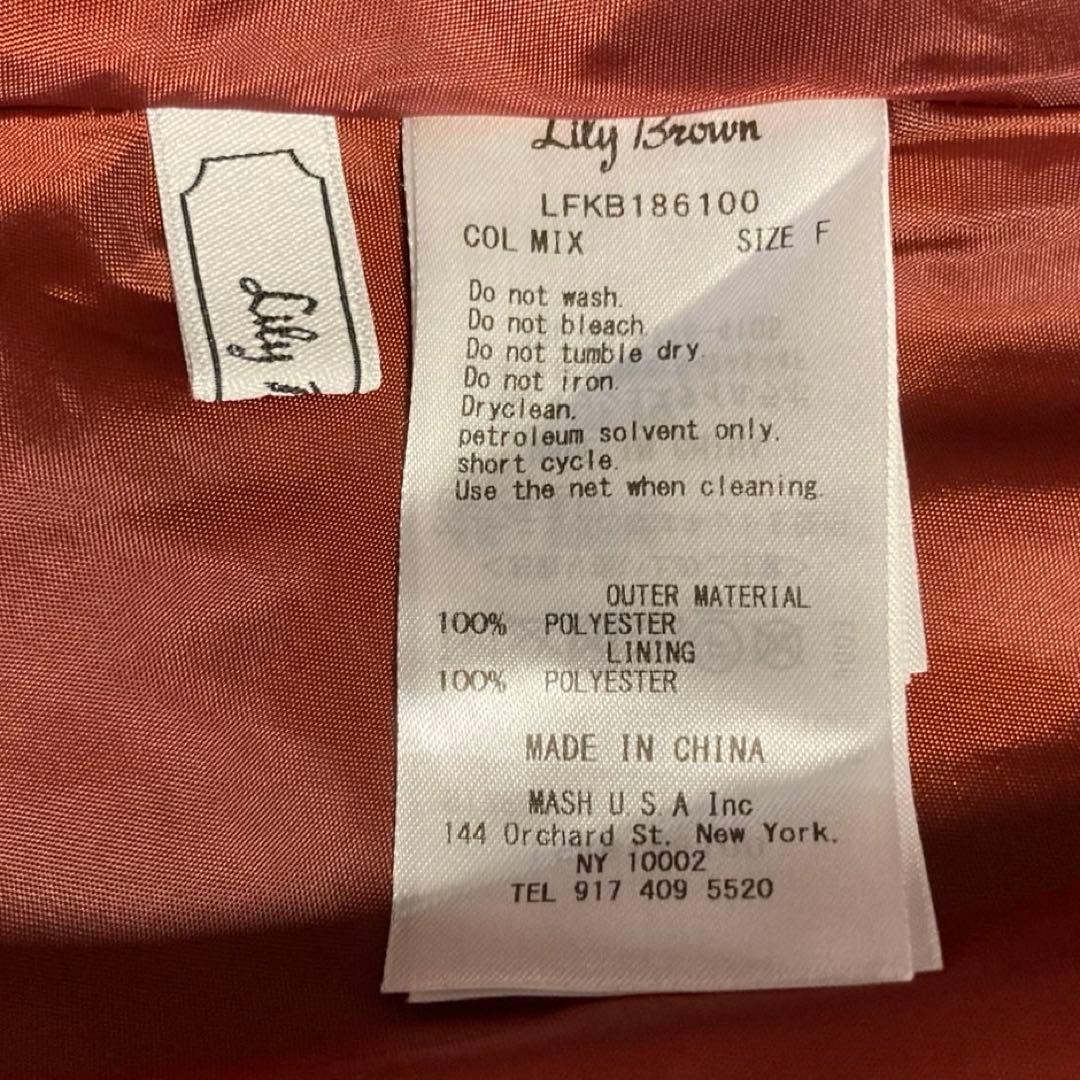 Lily
Lily Brown
LFKB186100
COL MIX SIZE F
Do not wash.
Do not bleach.
Do not tumble dry.
Do not iron.
Dryclean.
petroleum solvent only.
short cycle.
Use the net when cleaning.
OUTER MATERIAL
100% POLYESTER
LINING
100% POLYESTER
MADE IN CHINA
MASH U.S.A Inc
144 Orchard St. New York.
NY 10002
TEL 917 409 5520